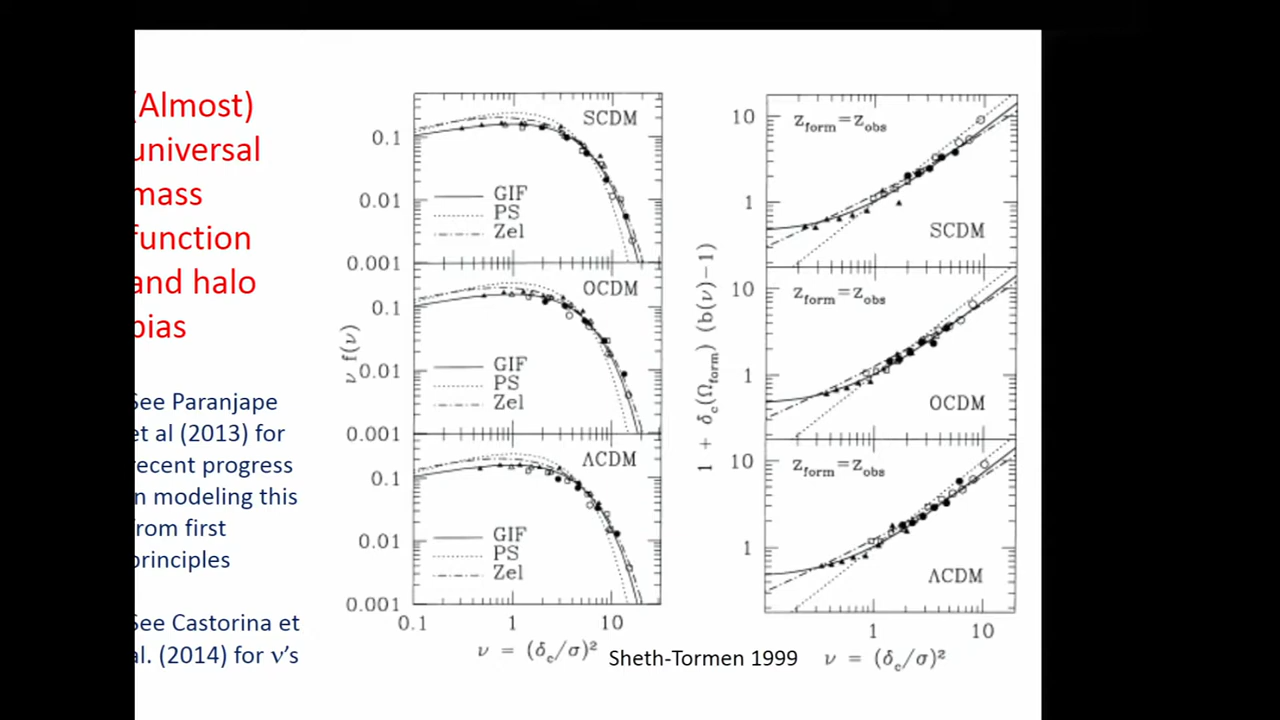 (Almost)
universal
mass
function
and halo
bias
See Paranjape
et al (2013) for
recent progress
in modeling this
from first
principles
See Castorina et
al. (2014) for ν's
ν f(ν)
0.1
0.01
0.001
SCDM
GIF
PS
Zel
0.1
0.01
0.001
OCDM
GIF
PS
Zel
0.1
0.01
0.001
ΛCDM
GIF
PS
Zel
0.1 1 10
ν = (δc/σ)²
1 + δc(Ωform) (b(ν)−1)
10
1
zform=zobs
SCDM
10
1
zform=zobs
OCDM
10
1
zform=zobs
ΛCDM
1 10
ν = (δc/σ)²
Sheth-Tormen 1999